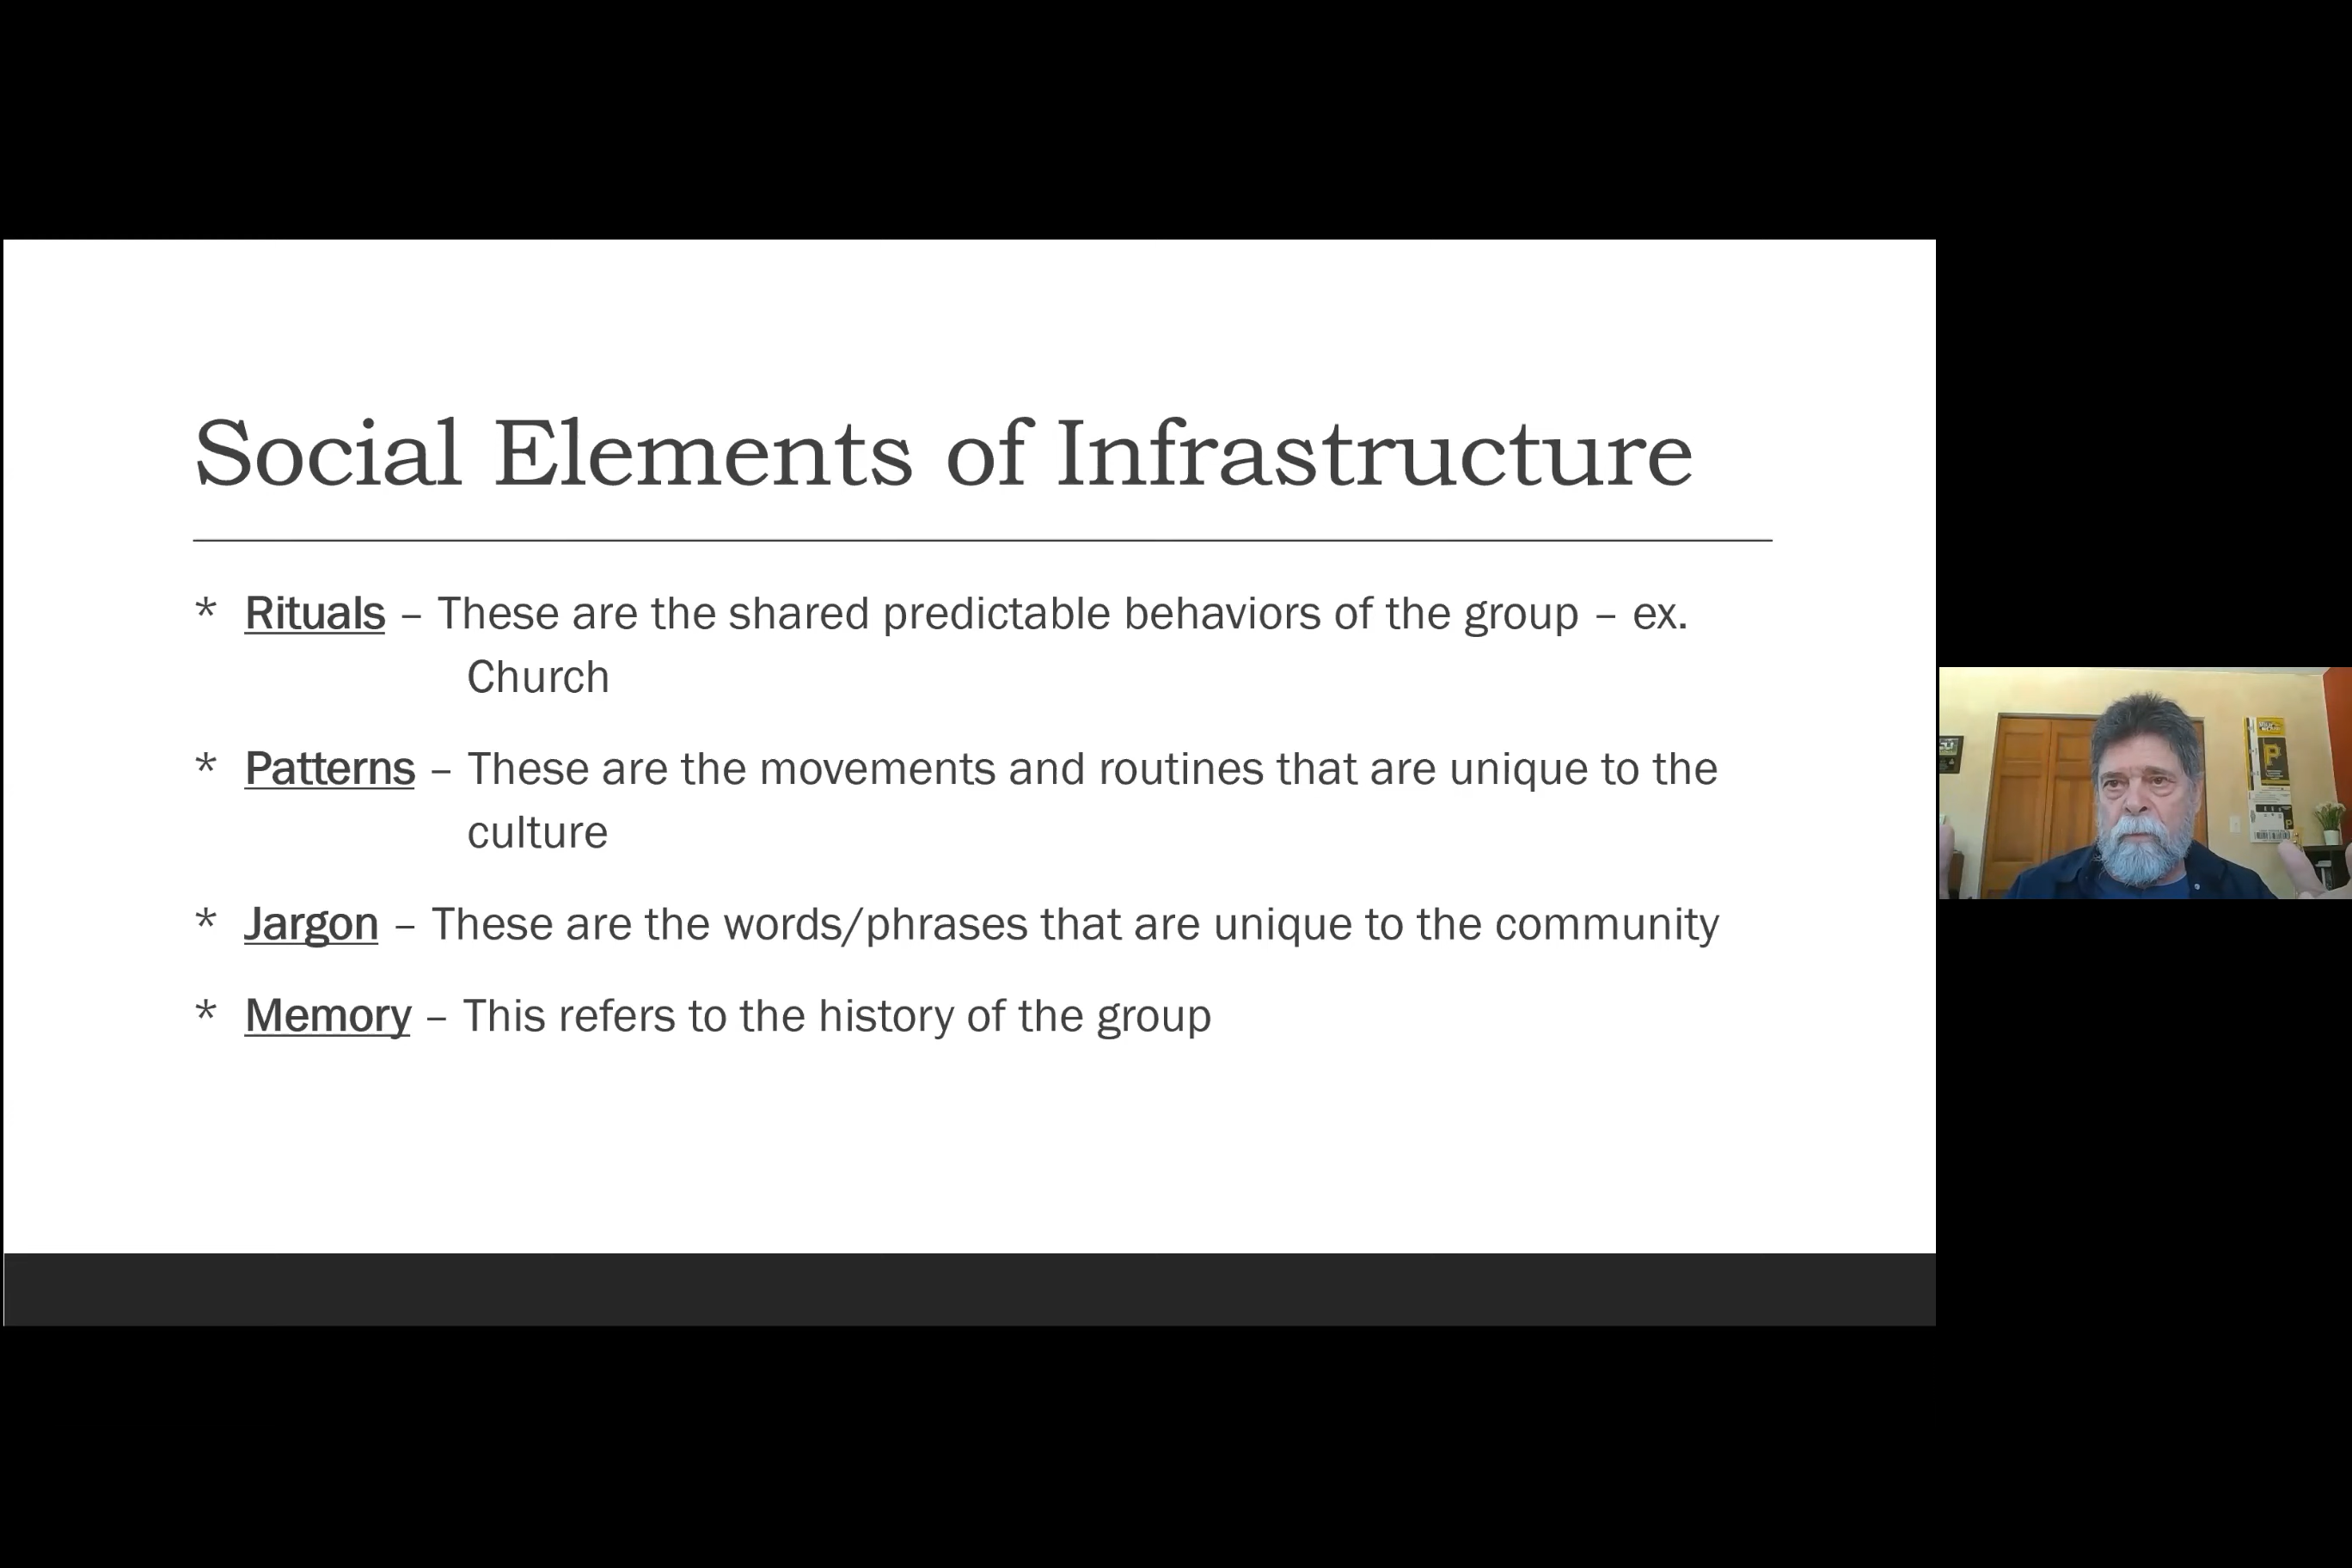 Social Elements of Infrastructure
* Rituals – These are the shared predictable behaviors of the group – ex.
Church
* Patterns – These are the movements and routines that are unique to the
culture
* Jargon – These are the words/phrases that are unique to the community
* Memory – This refers to the history of the group
P
P